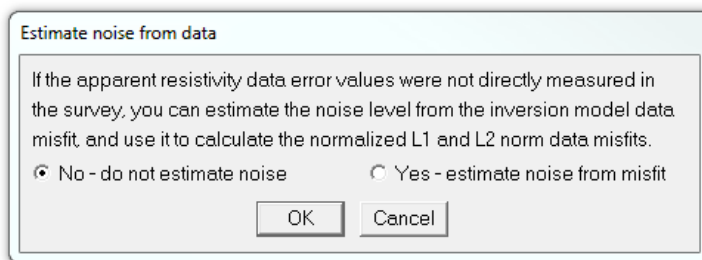 Estimate noise from data
If the apparent resistivity data error values were not directly measured in
the survey, you can estimate the noise level from the inversion model data
misfit, and use it to calculate the normalized L1 and L2 norm data misfits.
No - do not estimate noise Yes - estimate noise from misfit
OK Cancel